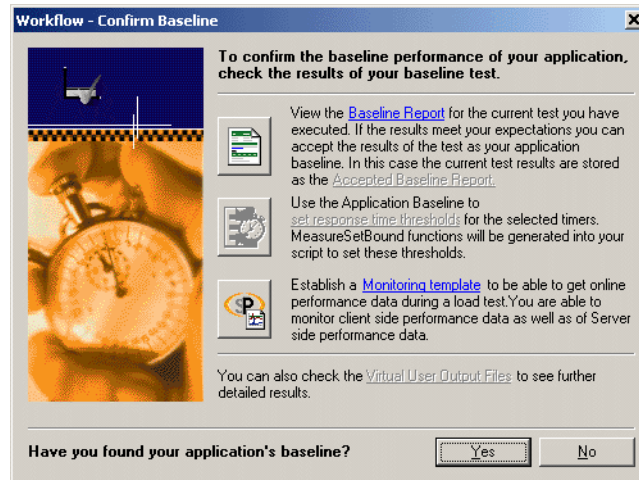 Workflow - Confirm Baseline
To confirm the baseline performance of your application,
check the results of your baseline test.
View the Baseline Report for the current test you have
executed. If the results meet your expectations you can
accept the results of the test as your application
baseline. In this case the current test results are stored
as the Accepted Baseline Report.
Use the Application Baseline to
set response time thresholds for the selected timers.
MeasureSetBound functions will be generated into your
script to set these thresholds.
Establish a Monitoring template to be able to get online
performance data during a load test.You are able to
monitor client side performance data as well as of Server
side performance data.
You can also check the Virtual User Output Files to see further
detailed results.
Have you found your application's baseline?
Yes
No